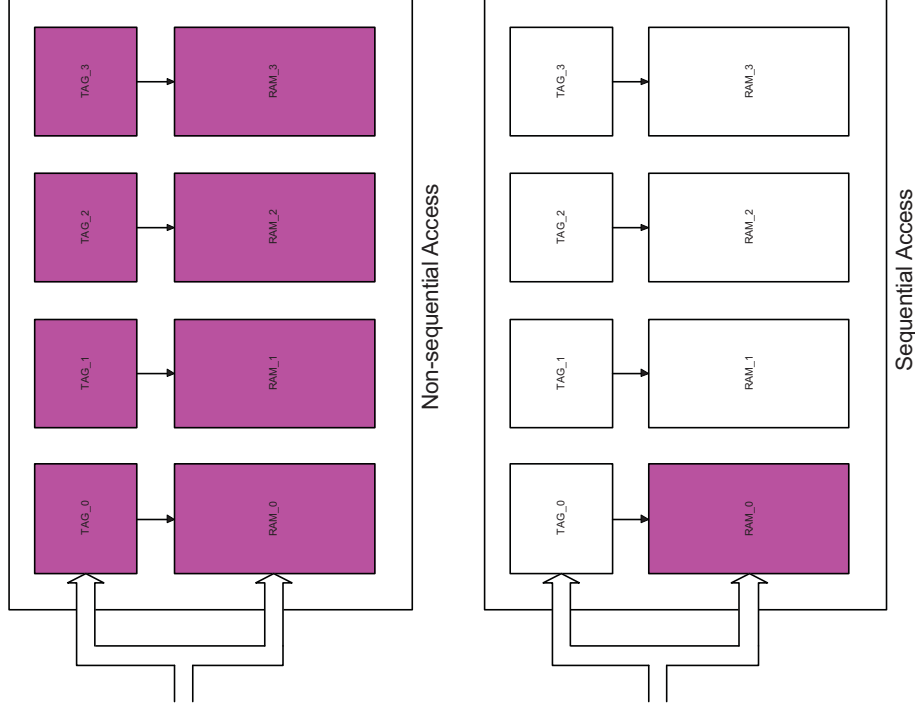 TAG_3
RAM_3
TAG_2
RAM_2
TAG_1
RAM_1
TAG_0
RAM_0
Non-sequential Access
TAG_3
RAM_3
TAG_2
RAM_2
TAG_1
RAM_1
TAG_0
RAM_0
Sequential Access